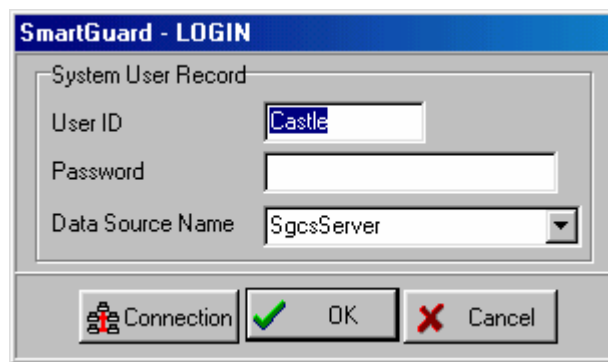 SmartGuard - LOGIN
System User Record
User ID Castle
Password
Data Source Name SgcsServer
Connection OK Cancel